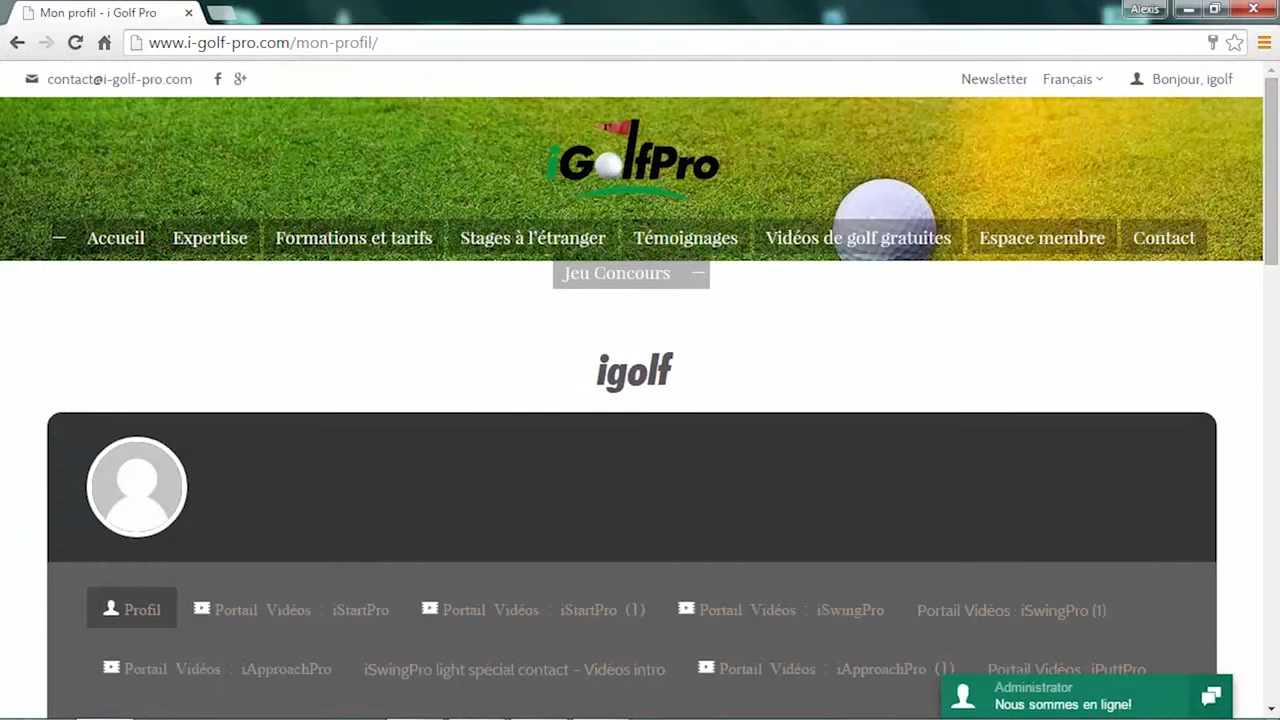 Mon profil - i Golf Pro
Alexis
www.i-golf-pro.com/mon-profil/
contact@i-golf-pro.com
Newsletter Français Bonjour, igolf
iGolfPro
Accueil Expertise Formations et tarifs Stages à l'étranger Témoignages Vidéos de golf gratuites Espace membre Contact
Jeu Concours
igolf
Profil Portail Vidéos : iStartPro Portail Vidéos : iStartPro (1) Portail Vidéos : iSwingPro Portail Vidéos : iSwingPro (1)
Portail Vidéos : iApproachPro iSwingPro light special contact – Videos intro Portail Vidéos : iApproachPro (1) Portail Vidéos : iPuttPro
Administrator
Nous sommes en ligne!